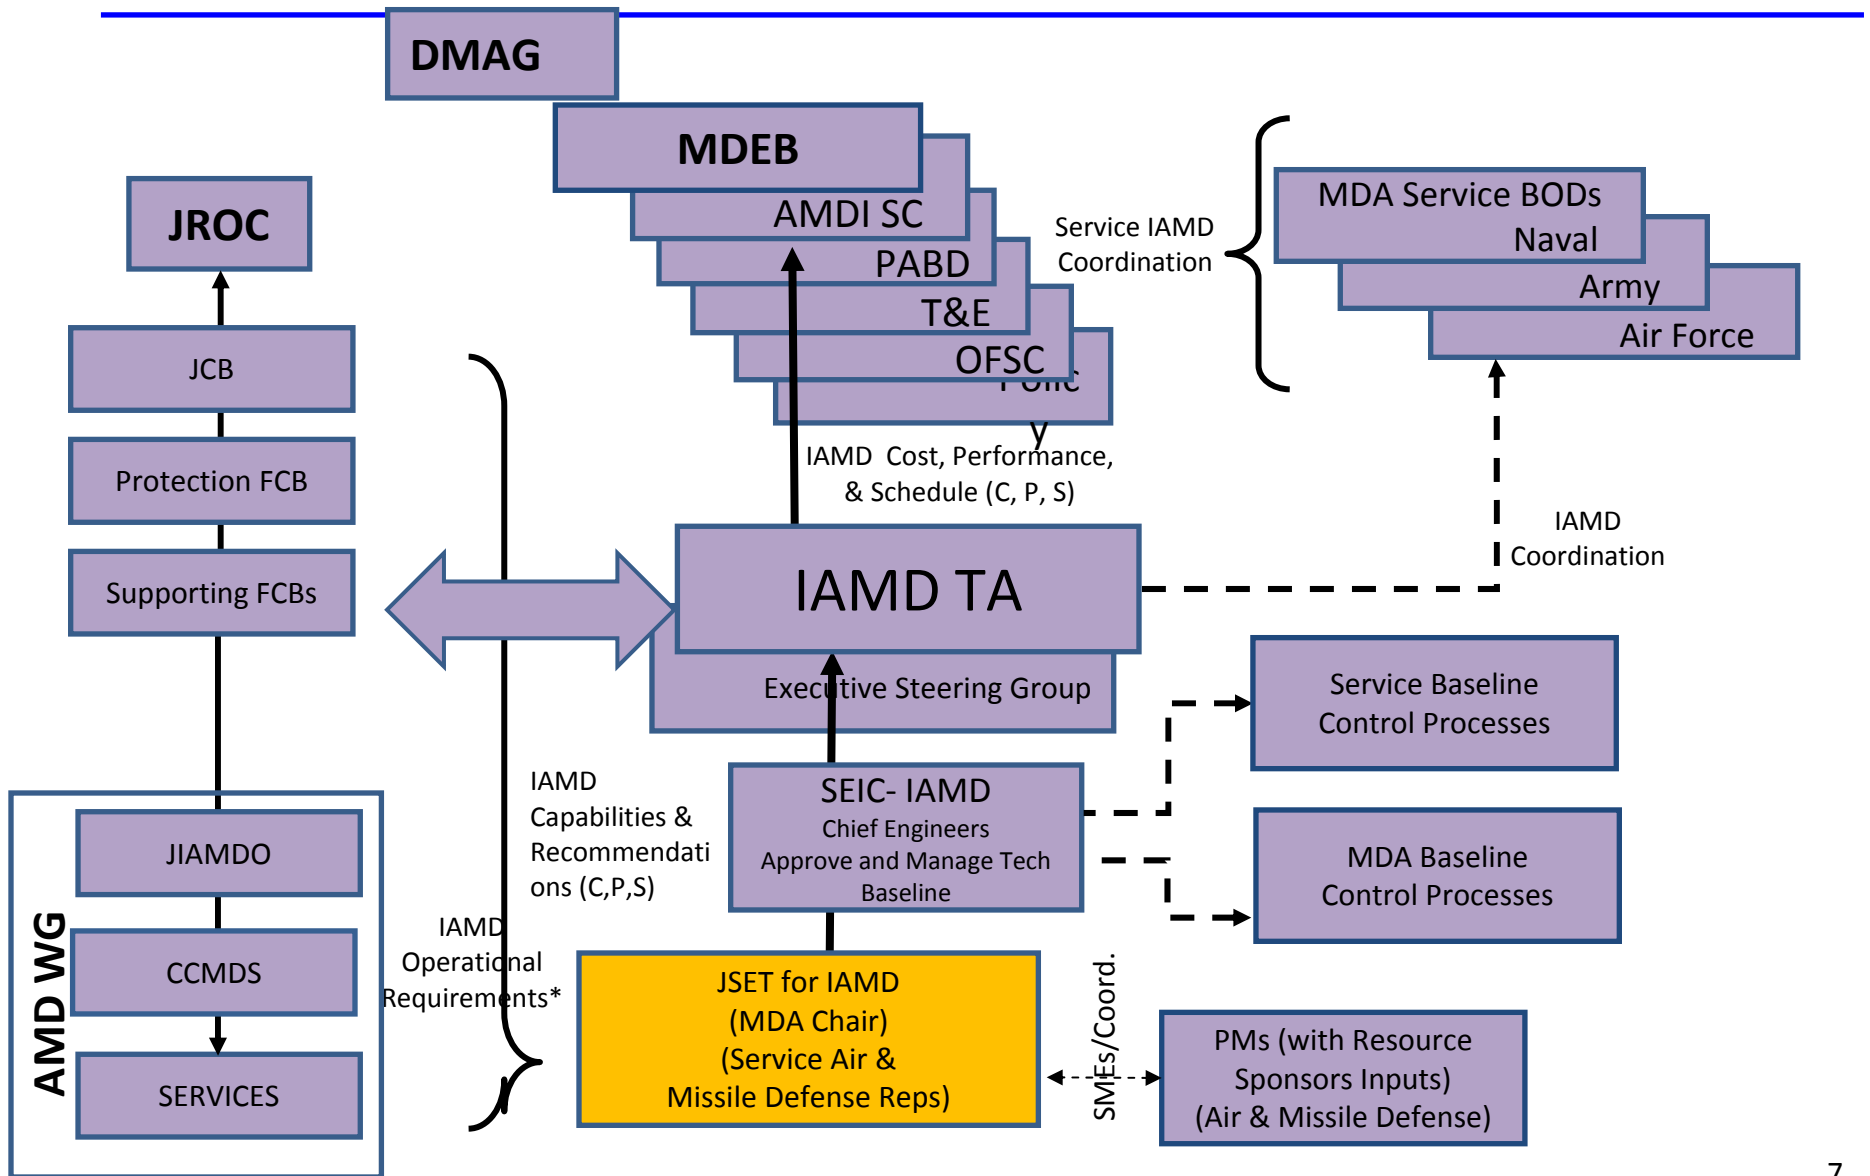 DMAG
MDEB
AMDI SC
PABD
T&E
OFSC
Polic
y
JROC
JCB
Protection FCB
Supporting FCBs
AMD WG
JIAMDO
CCMDS
SERVICES
Service IAMD
Coordination
MDA Service BODs
Naval
Army
Air Force
IAMD  Cost, Performance,
& Schedule (C, P, S)
IAMD
Coordination
IAMD TA
Executive Steering Group
Service Baseline
Control Processes
MDA Baseline
Control Processes
IAMD
Capabilities &
Recommendati
ons (C,P,S)
IAMD
Operational
Requirements*
SEIC- IAMD
Chief Engineers
Approve and Manage Tech
Baseline
JSET for IAMD
(MDA Chair)
(Service Air &
Missile Defense Reps)
SMEs/Coord.
PMs (with Resource
Sponsors Inputs)
(Air & Missile Defense)
7